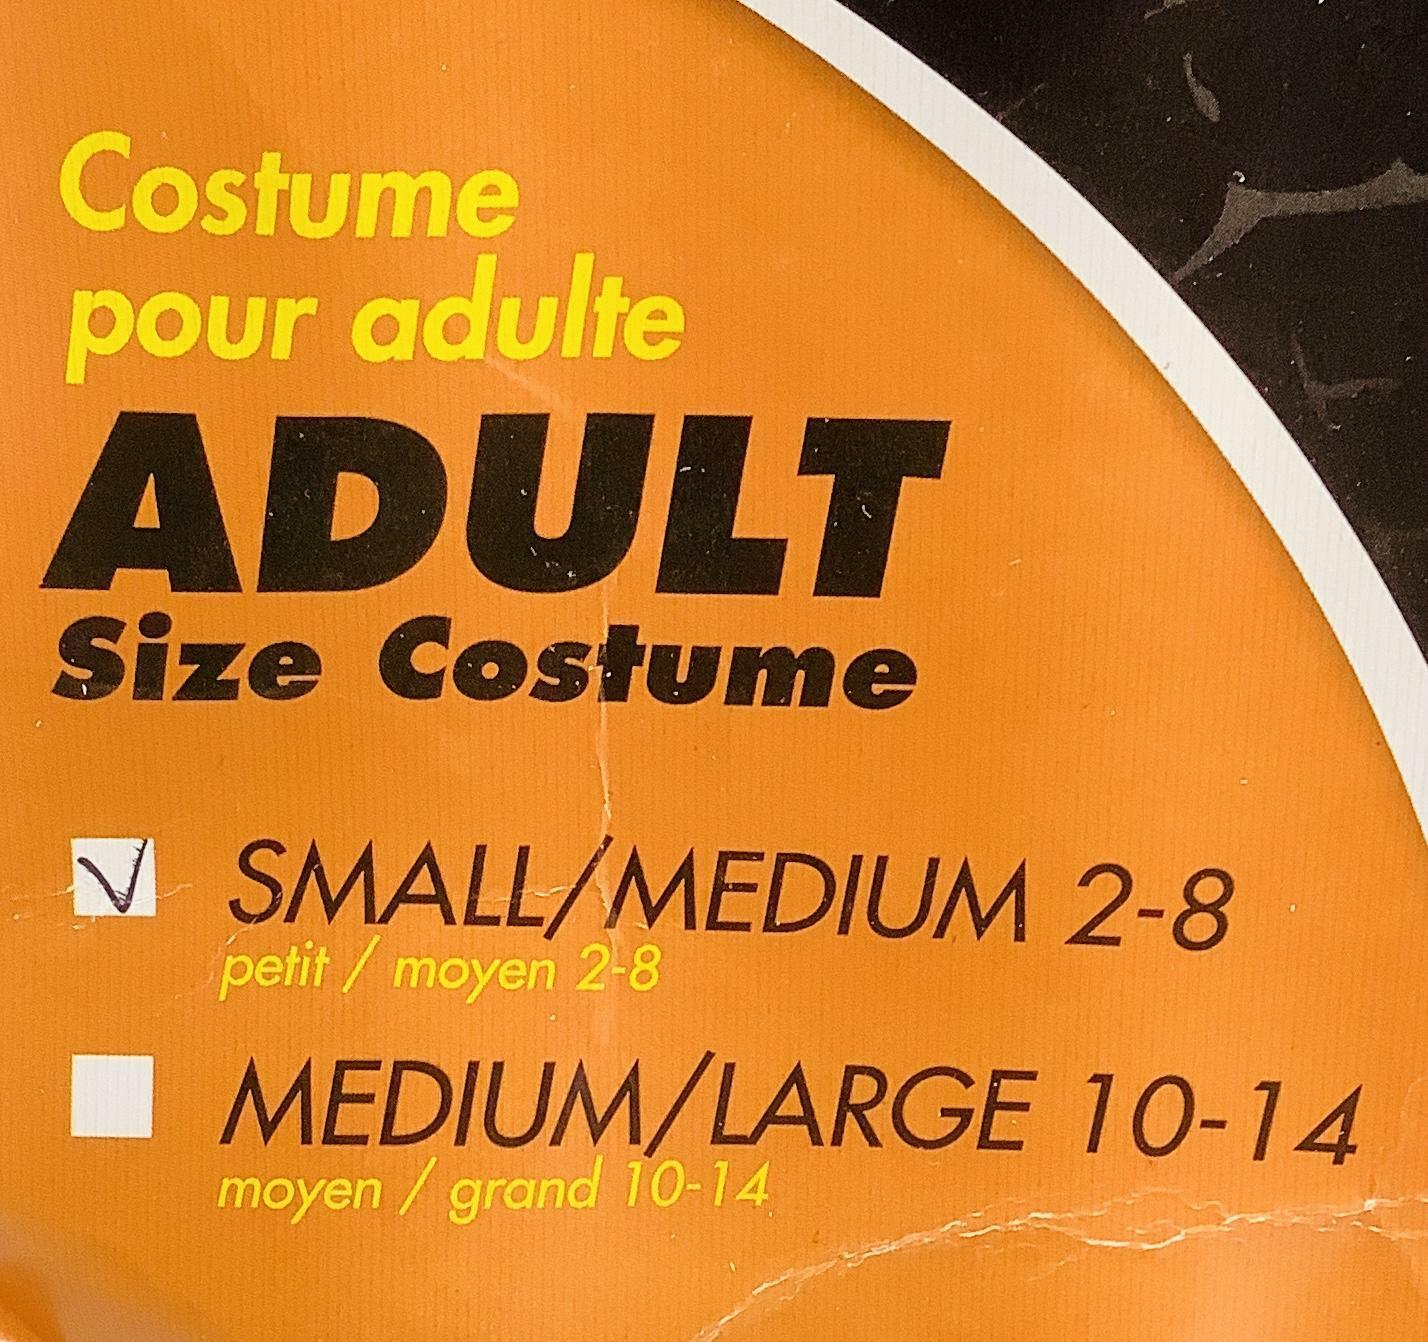 Costume
pour adulte
ADULT
Size Costume
SMALL/MEDIUM 2-8
petit / moyen 2-8
MEDIUM/LARGE 10-14
moyen / grand 10-14